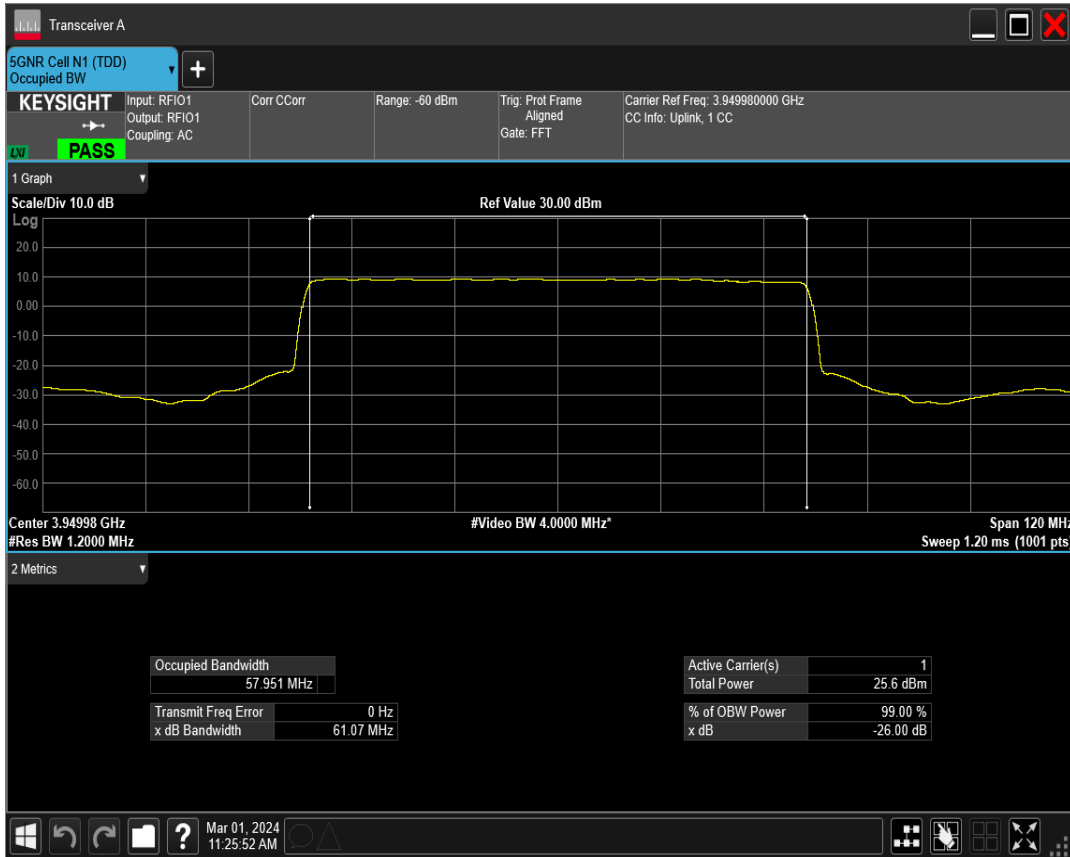 Transceiver A
5GNR Cell N1 (TDD)
Occupied BW
+
KEYSIGHT
LXI
PASS
Input: RFIO1
Output: RFIO1
Coupling: AC
Corr CCorr
Range: -60 dBm
Trig: Prot Frame
Aligned
Gate: FFT
Carrier Ref Freq: 3.949980000 GHz
CC Info: Uplink, 1 CC
1 Graph
Scale/Div 10.0 dB
Ref Value 30.00 dBm
Log
20.0
10.0
0.00
-10.0
-20.0
-30.0
-40.0
-50.0
-60.0
Center 3.94998 GHz
#Video BW 4.0000 MHz*
Span 120 MHz
#Res BW 1.2000 MHz
Sweep 1.20 ms (1001 pts)
2 Metrics
Occupied Bandwidth
57.951 MHz
Transmit Freq Error 0 Hz
x dB Bandwidth 61.07 MHz
Active Carrier(s) 1
Total Power 25.6 dBm
% of OBW Power 99.00 %
x dB -26.00 dB
?
Mar 01, 2024
11:25:52 AM